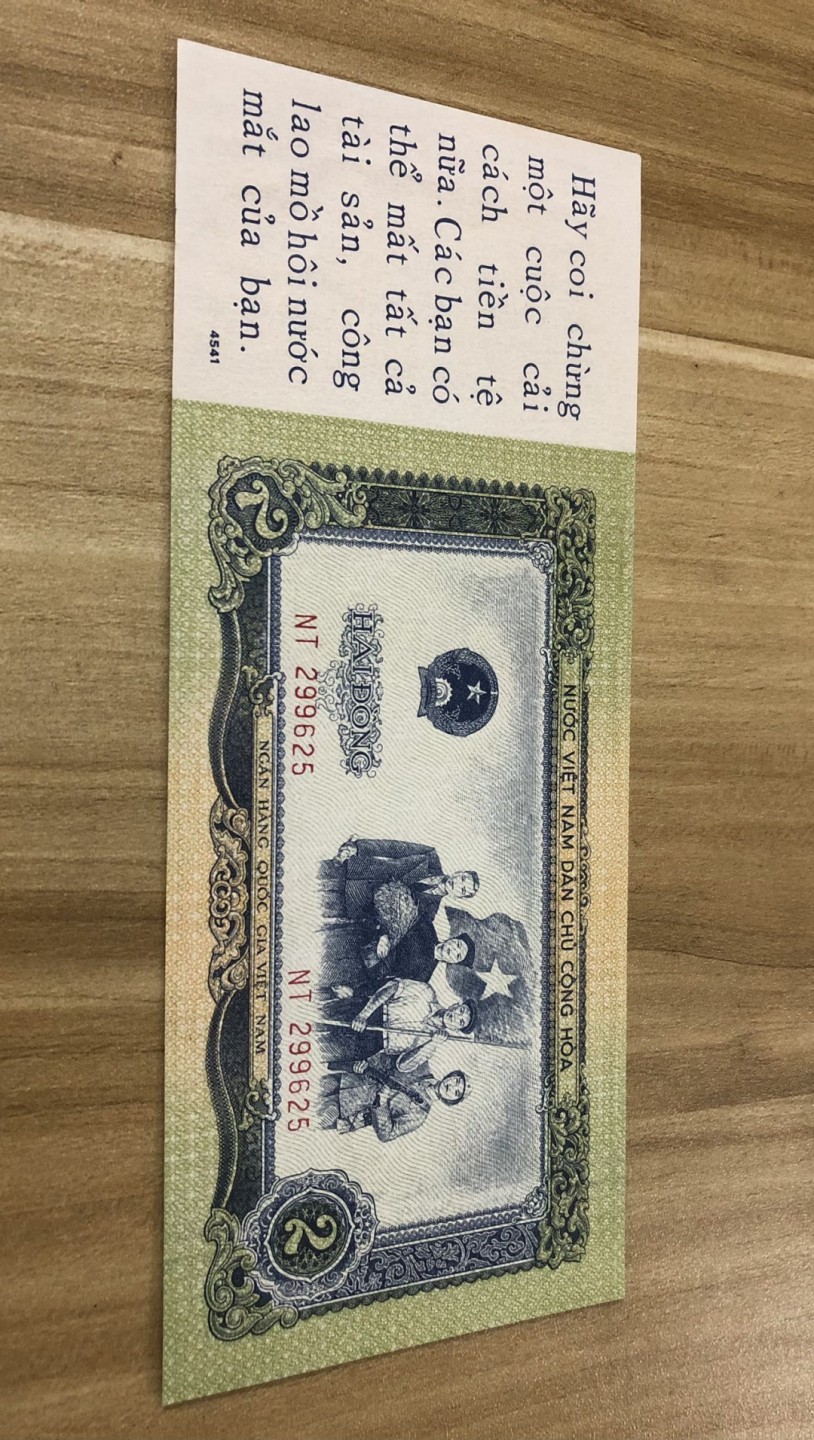 Hãy coi chừng
một cuộc cải
cách tiền tệ
nữa. Các bạn có
thể mất tất cả
tài sản, công
lao mồ hôi nước
mắt của bạn.
4541
NƯỚC VIỆT NAM DÂN CHỦ CỘNG HÒA
HAI ĐỒNG
NT 299625
NT 299625
NGÂN HÀNG QUỐC GIA VIỆT NAM
2
2